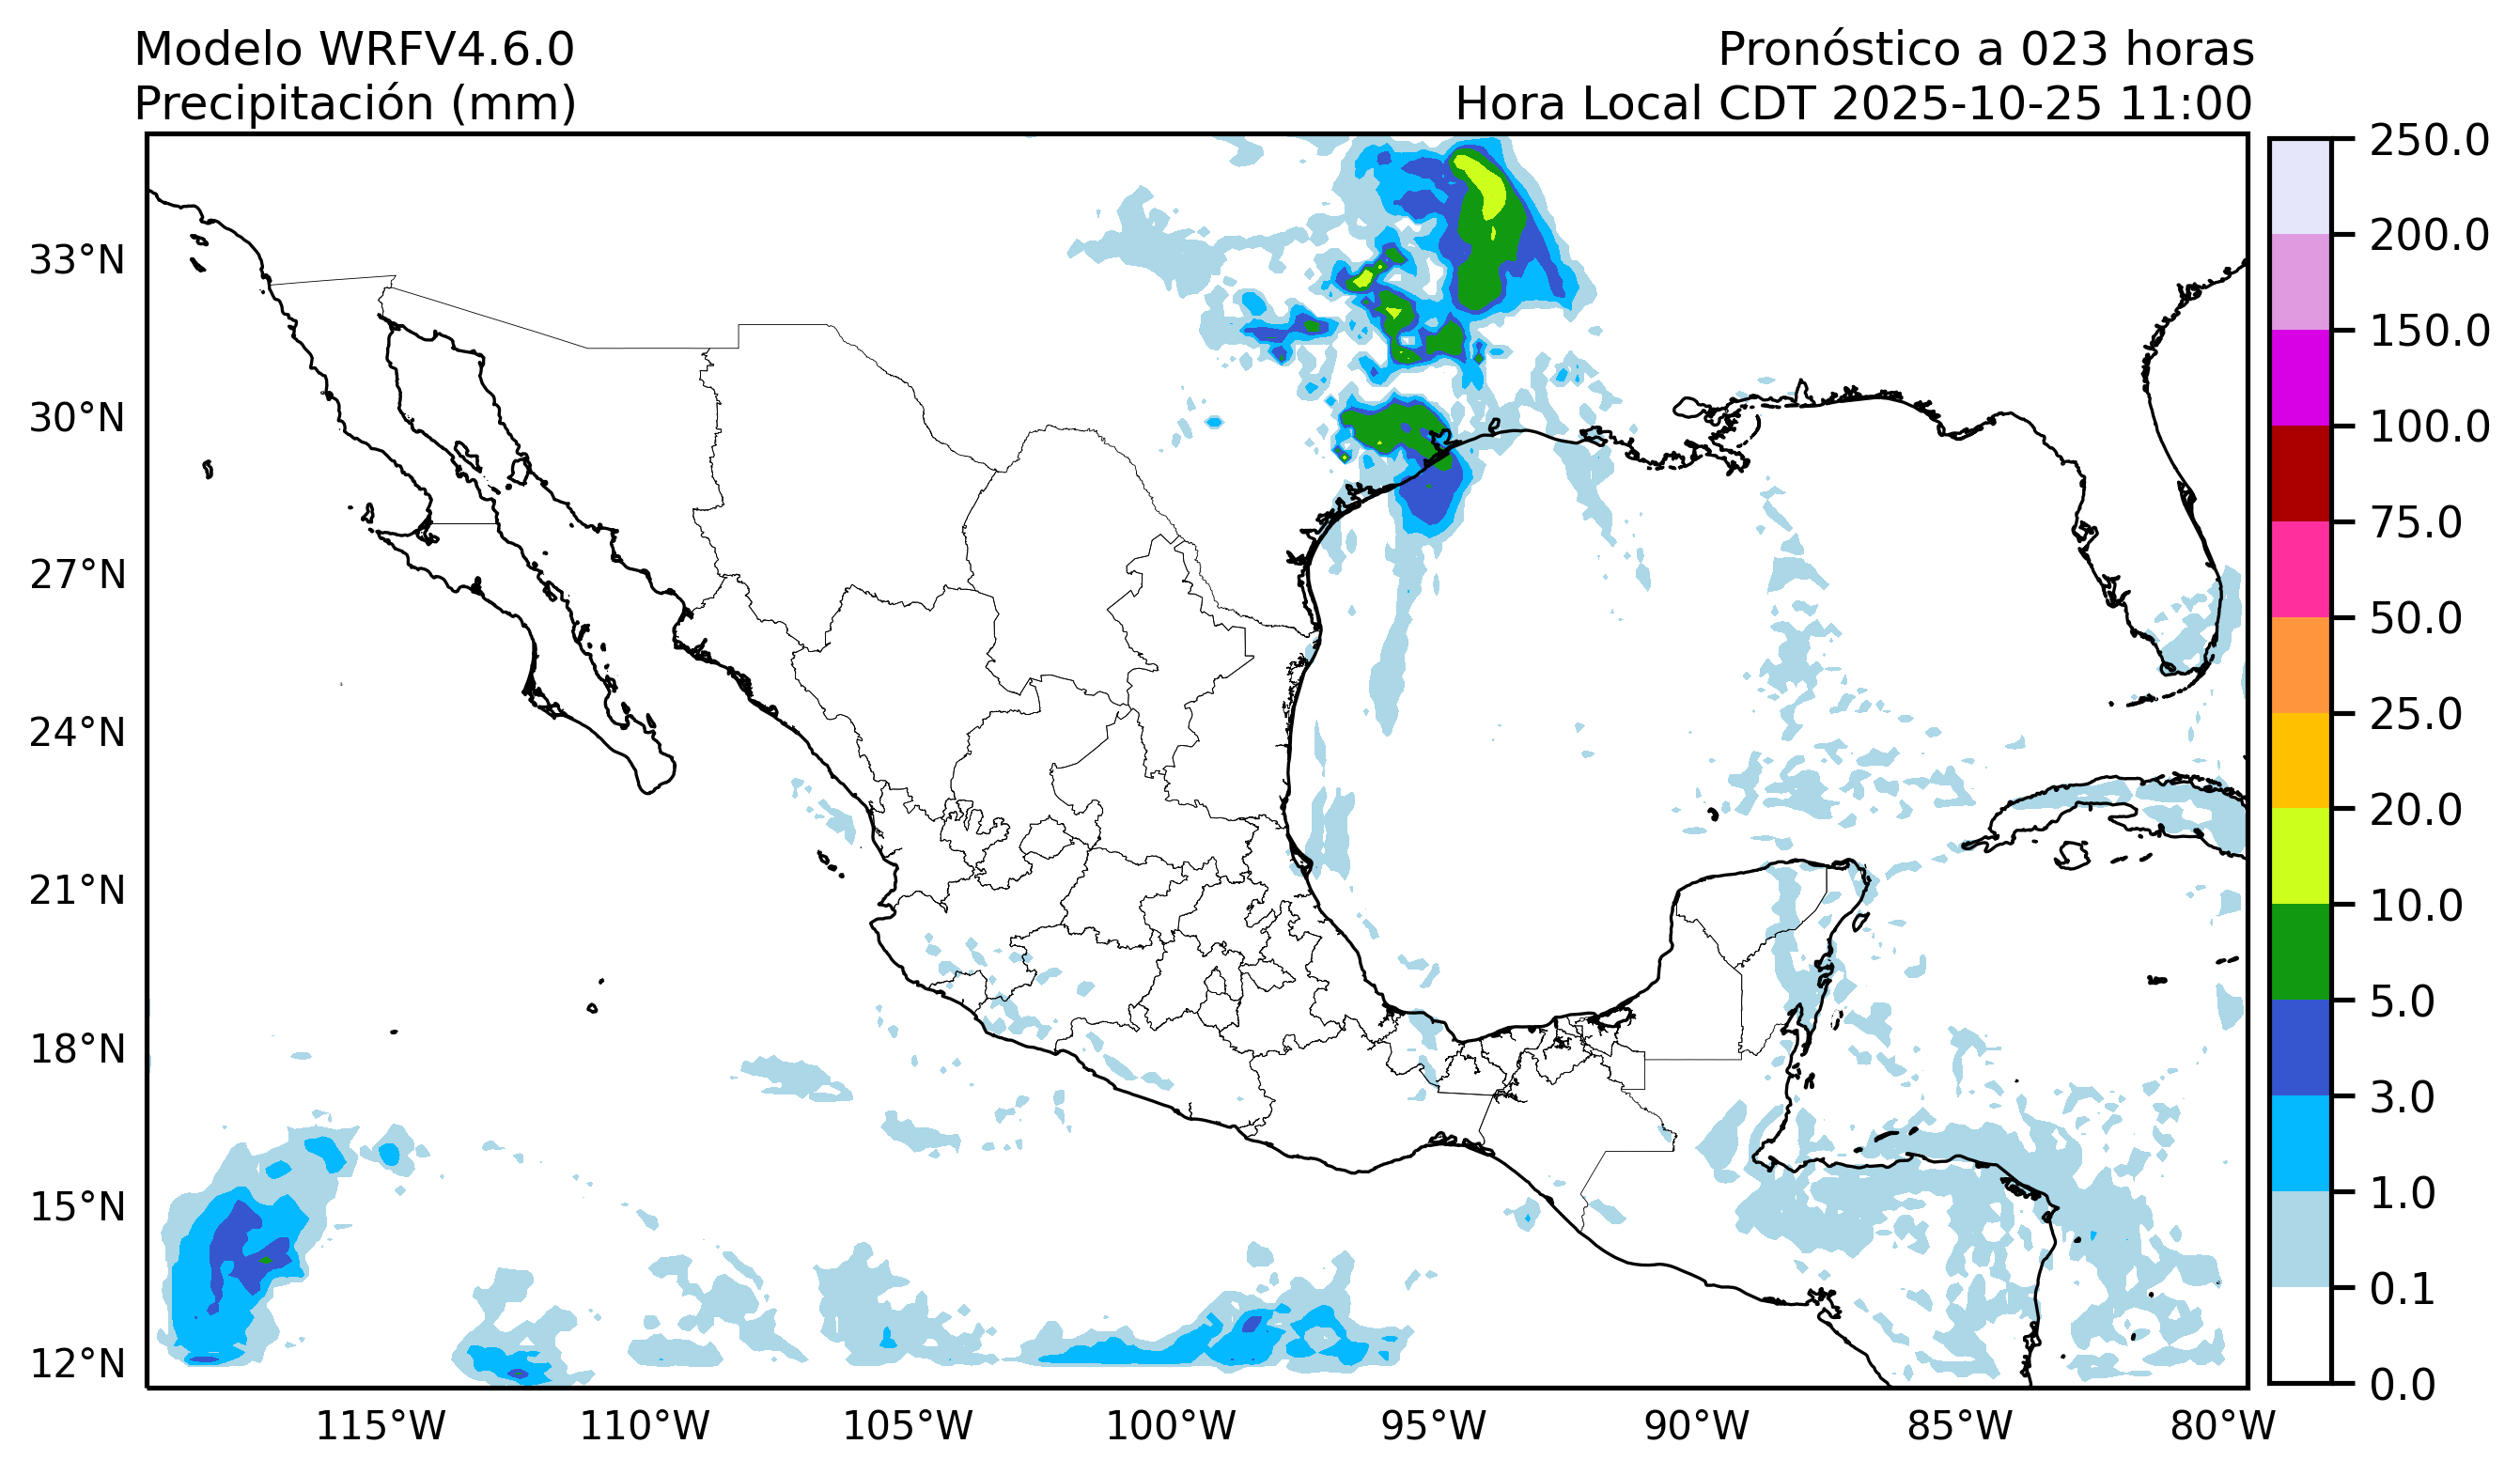 Modelo WRFV4.6.0
Precipitación (mm)
Pronóstico a 023 horas
Hora Local CDT 2025-10-25 11:00
33°N
30°N
27°N
24°N
21°N
18°N
15°N
12°N
115°W
110°W
105°W
100°W
95°W
90°W
85°W
80°W
250.0
200.0
150.0
100.0
75.0
50.0
25.0
20.0
10.0
5.0
3.0
1.0
0.1
0.0